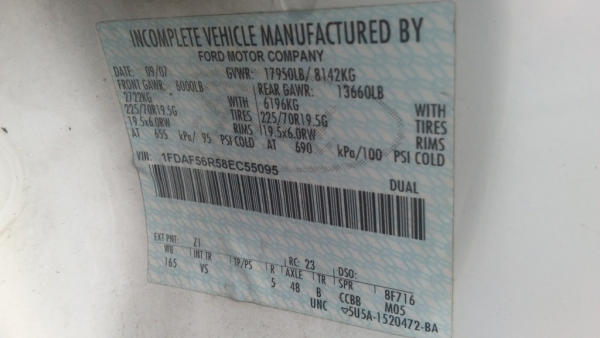 INCOMPLETE VEHICLE MANUFACTURED BY
FORD MOTOR COMPANY
DATE: 09/07 GVWR: 17950LB/ 8142KG
FRONT GAWR: 6000LB REAR GAWR: 13660LB
2722KG WITH 6196KG WITH
225/70R19.5G TIRES 225/70R19.5G TIRES
19.5x6.0RW RIMS 19.5x6.0RW RIMS
AT 655 kPa/ 95 PSI COLD AT 690 kPa/100 PSI COLD
VIN: 1FDAF56R58EC55095 DUAL
EXT PNT: Z1 RC: 23 DSO:
WB INT TR TP/PS R AXLE TR SPR 8F716
165 VS 5 48 B CCBB M05
UNC ▽5U5A-1520472-BA